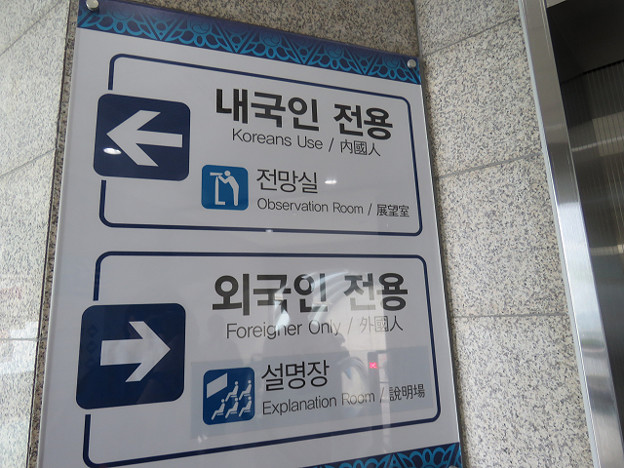 내국인 전용
Koreans Use / 內國人
전망실
Observation Room / 展望室
외국인 전용
Foreigner Only / 外國人
설명장
Explanation Room / 說明場